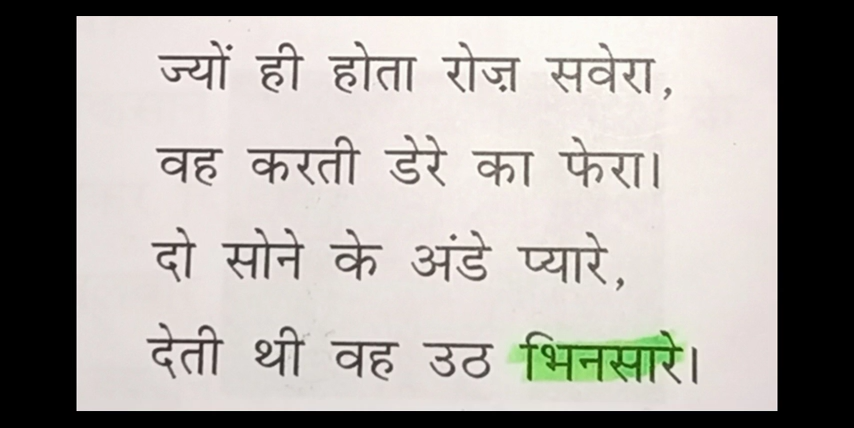 ज्यों ही होता रोज़ सवेरा,
वह करती डेरे का फेरा।
दो सोने के अंडे प्यारे,
देती थी वह उठ भिनसारे।